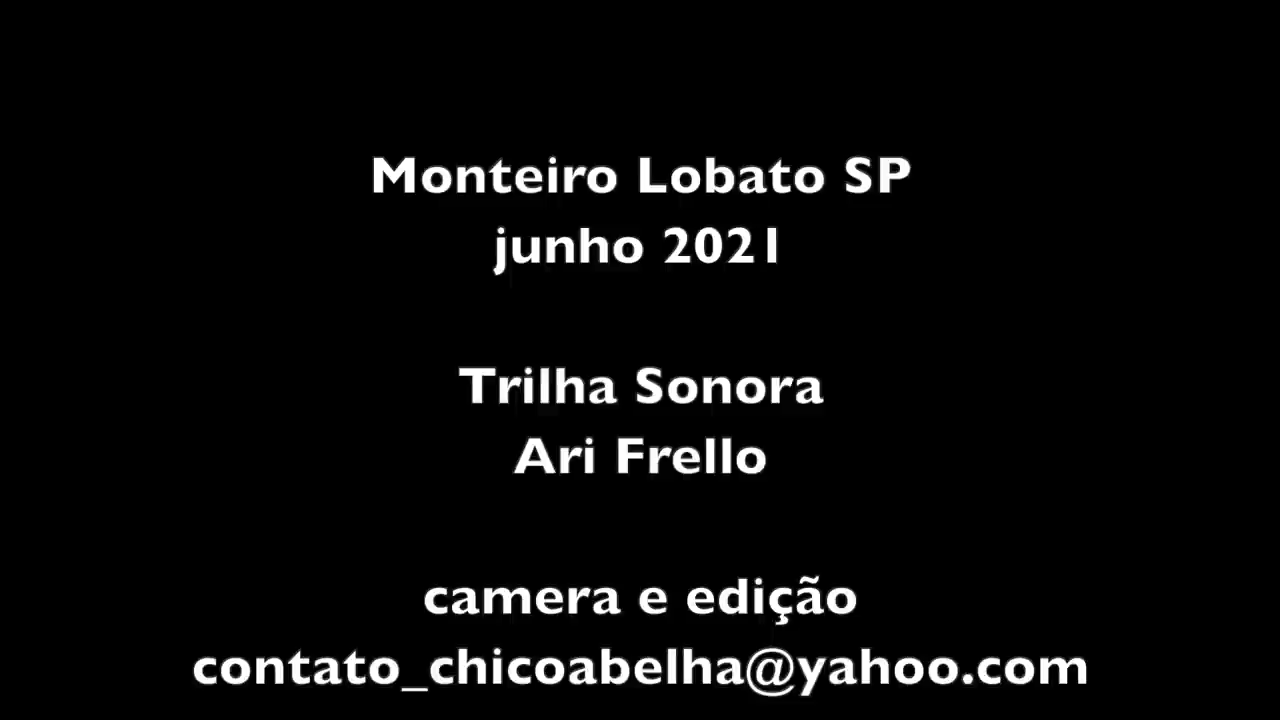 Monteiro Lobato SP
junho 2021
Trilha Sonora
Ari Frello
camera e edição
contato_chicoabelha@yahoo.com